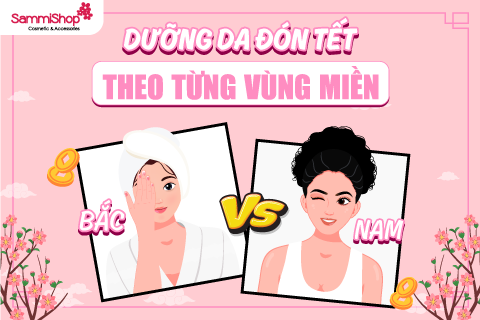 SammiShop
Cosmetic & Accessories
DƯỠNG DA ĐÓN TẾT
THEO TỪNG VÙNG MIỀN
BẮC
Vs
NAM